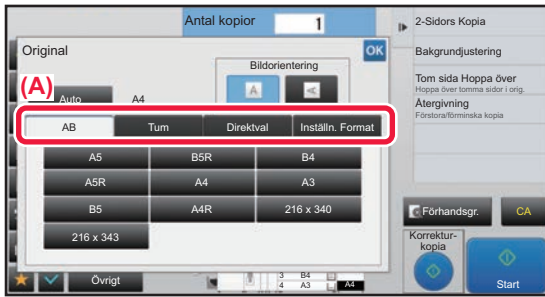 Antal kopior 1
2-Sidors Kopia
Original
OK
Bildorientering
Bakgrundjustering
(A)
Auto A4
A A
Tom sida Hoppa över
Hoppa över tomma sidor i orig.
Återgivning
Förstora/förminska kopia
AB Tum Direktval Inställn. Format
A5 B5R B4
A5R A4 A3
B5 A4R 216 x 340
216 x 343
Förhandsgr. CA
Korrektur-
kopia
Start
Övrigt
3 B4
4 A3 A4